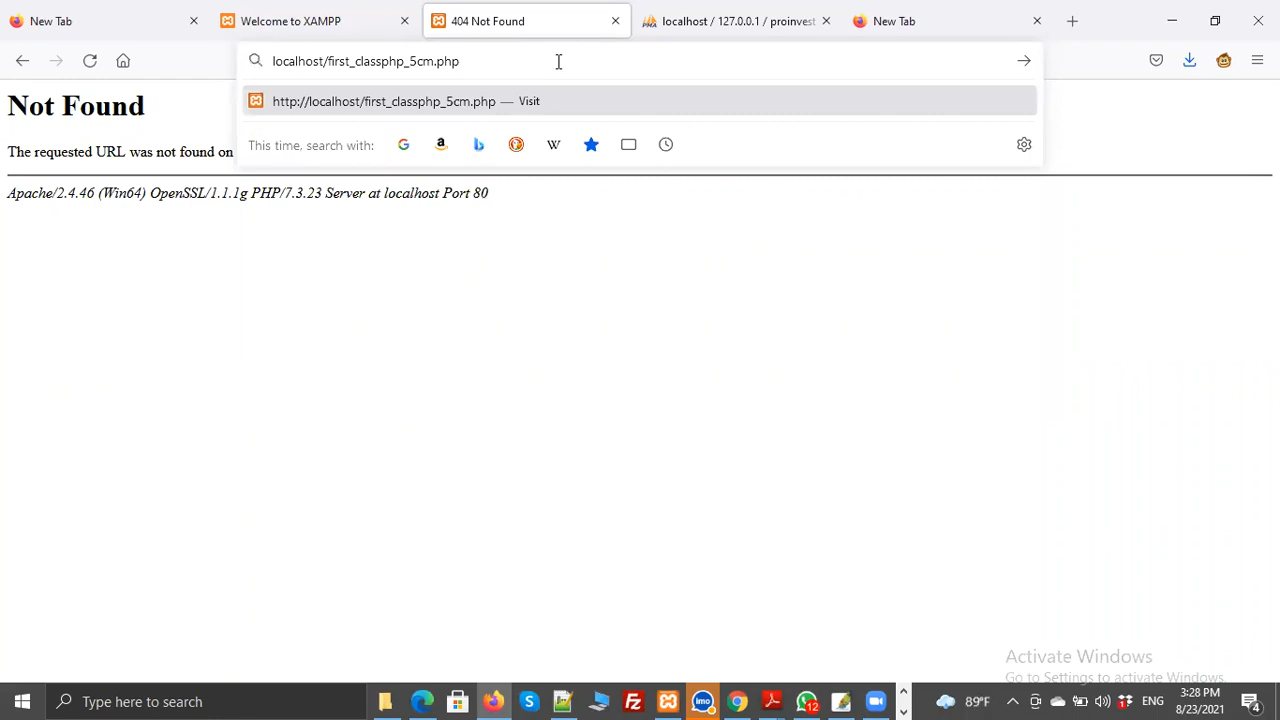 New Tab
Welcome to XAMPP
404 Not Found
localhost / 127.0.0.1 / proinvest
New Tab
localhost/first_classphp_5cm.php
http://localhost/first_classphp_5cm.php — Visit
This time, search with:
Not Found
The requested URL was not found on
Apache/2.4.46 (Win64) OpenSSL/1.1.1g PHP/7.3.23 Server at localhost Port 80
Activate Windows
Go to Settings to activate Windows.
Type here to search
imo
12
89°F
ENG
3:28 PM
8/23/2021
4